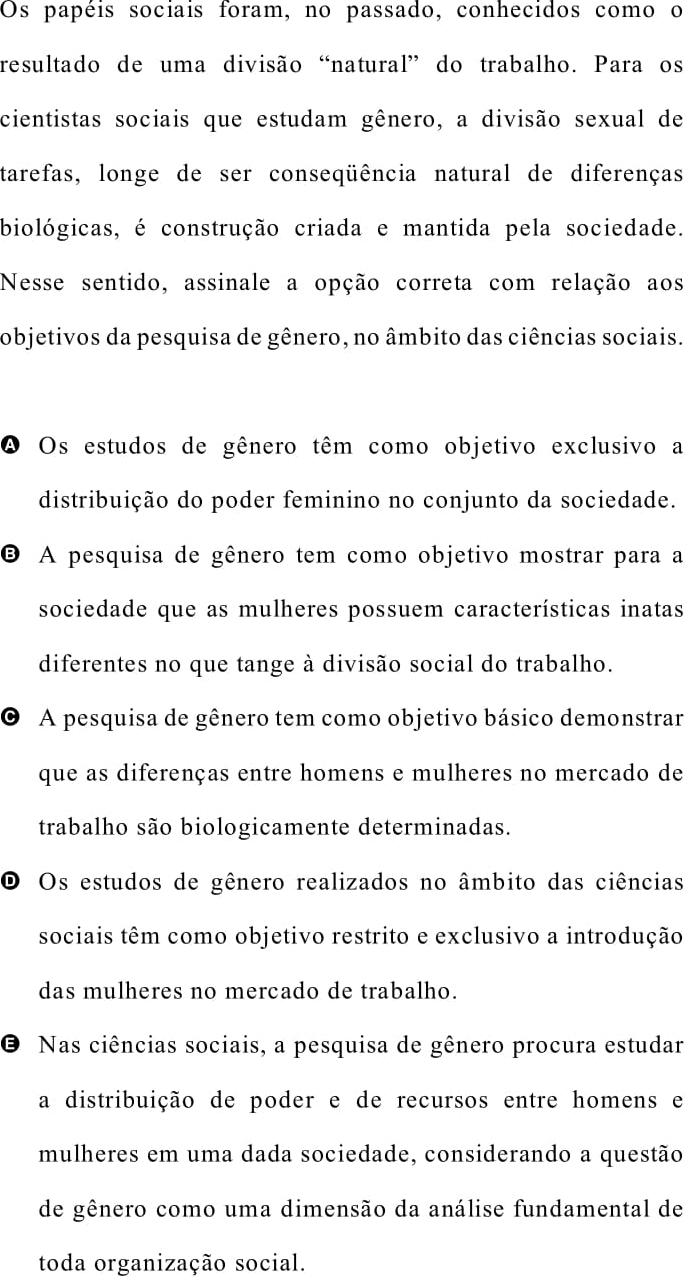 Os papéis sociais foram, no passado, conhecidos como o
resultado de uma divisão “natural” do trabalho. Para os
cientistas sociais que estudam gênero, a divisão sexual de
tarefas, longe de ser conseqüência natural de diferenças
biológicas, é construção criada e mantida pela sociedade.
Nesse sentido, assinale a opção correta com relação aos
objetivos da pesquisa de gênero, no âmbito das ciências sociais.
A Os estudos de gênero têm como objetivo exclusivo a
distribuição do poder feminino no conjunto da sociedade.
B A pesquisa de gênero tem como objetivo mostrar para a
sociedade que as mulheres possuem características inatas
diferentes no que tange à divisão social do trabalho.
C A pesquisa de gênero tem como objetivo básico demonstrar
que as diferenças entre homens e mulheres no mercado de
trabalho são biologicamente determinadas.
D Os estudos de gênero realizados no âmbito das ciências
sociais têm como objetivo restrito e exclusivo a introdução
das mulheres no mercado de trabalho.
E Nas ciências sociais, a pesquisa de gênero procura estudar
a distribuição de poder e de recursos entre homens e
mulheres em uma dada sociedade, considerando a questão
de gênero como uma dimensão da análise fundamental de
toda organização social.